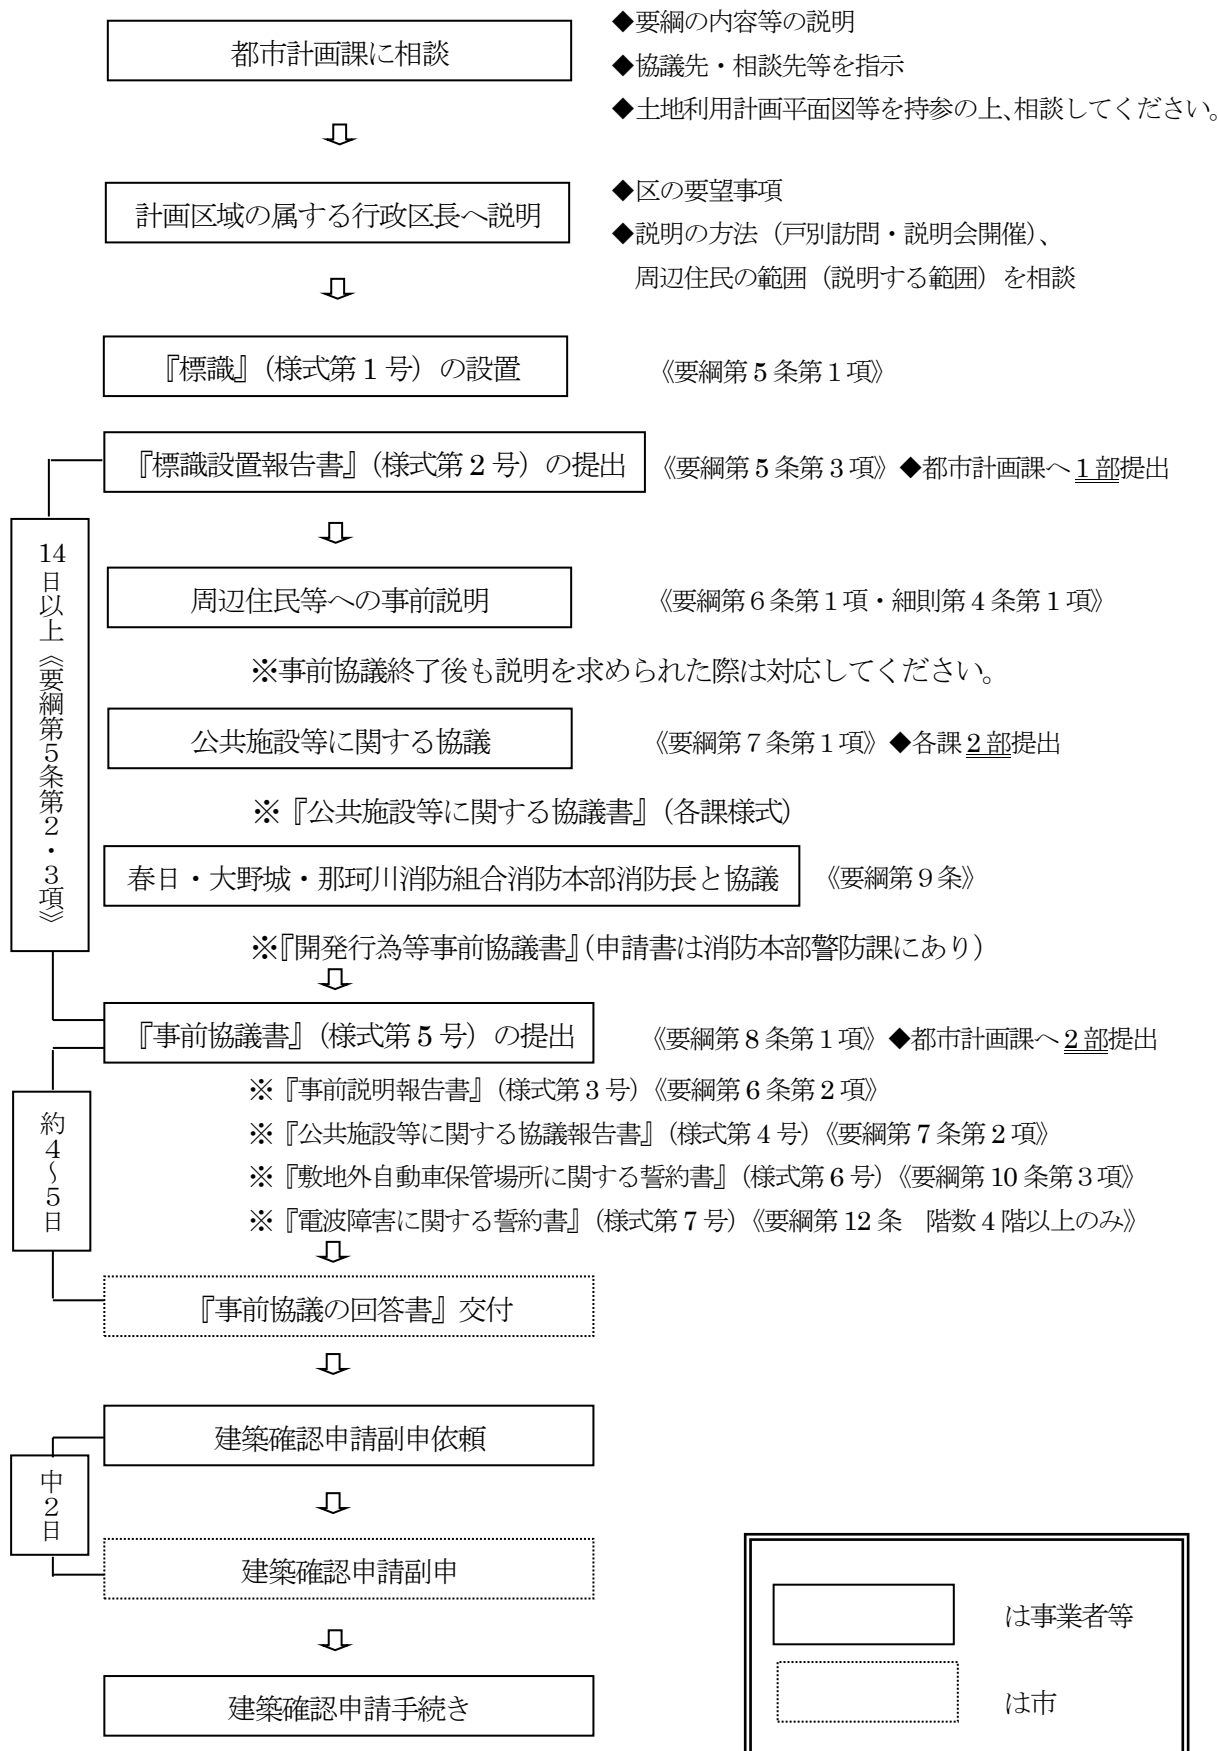 都市計画課に相談
◆要綱の内容等の説明
◆協議先・相談先等を指示
◆土地利用計画平面図等を持参の上、相談してください。
計画区域の属する行政区長へ説明
◆区の要望事項
◆説明の方法（戸別訪問・説明会開催）、
周辺住民の範囲（説明する範囲）を相談
『標識』（様式第1号）の設置
《要綱第5条第1項》
『標識設置報告書』（様式第2号）の提出
《要綱第5条第3項》◆都市計画課へ1部提出
14日以上《要綱第5条第2・3項》
周辺住民等への事前説明
《要綱第6条第1項・細則第4条第1項》
※事前協議終了後も説明を求められた際は対応してください。
公共施設等に関する協議
《要綱第7条第1項》◆各課2部提出
※『公共施設等に関する協議書』（各課様式）
春日・大野城・那珂川消防組合消防本部消防長と協議
《要綱第9条》
※『開発行為等事前協議書』（申請書は消防本部警防課にあり）
『事前協議書』（様式第5号）の提出
《要綱第8条第1項》◆都市計画課へ2部提出
約4～5日
※『事前説明報告書』（様式第3号）《要綱第6条第2項》
※『公共施設等に関する協議報告書』（様式第4号）《要綱第7条第2項》
※『敷地外自動車保管場所に関する誓約書』（様式第6号）《要綱第10条第3項》
※『電波障害に関する誓約書』（様式第7号）《要綱第12条　階数4階以上のみ》
『事前協議の回答書』交付
建築確認申請副申依頼
中2日
建築確認申請副申
建築確認申請手続き
は事業者等
は市